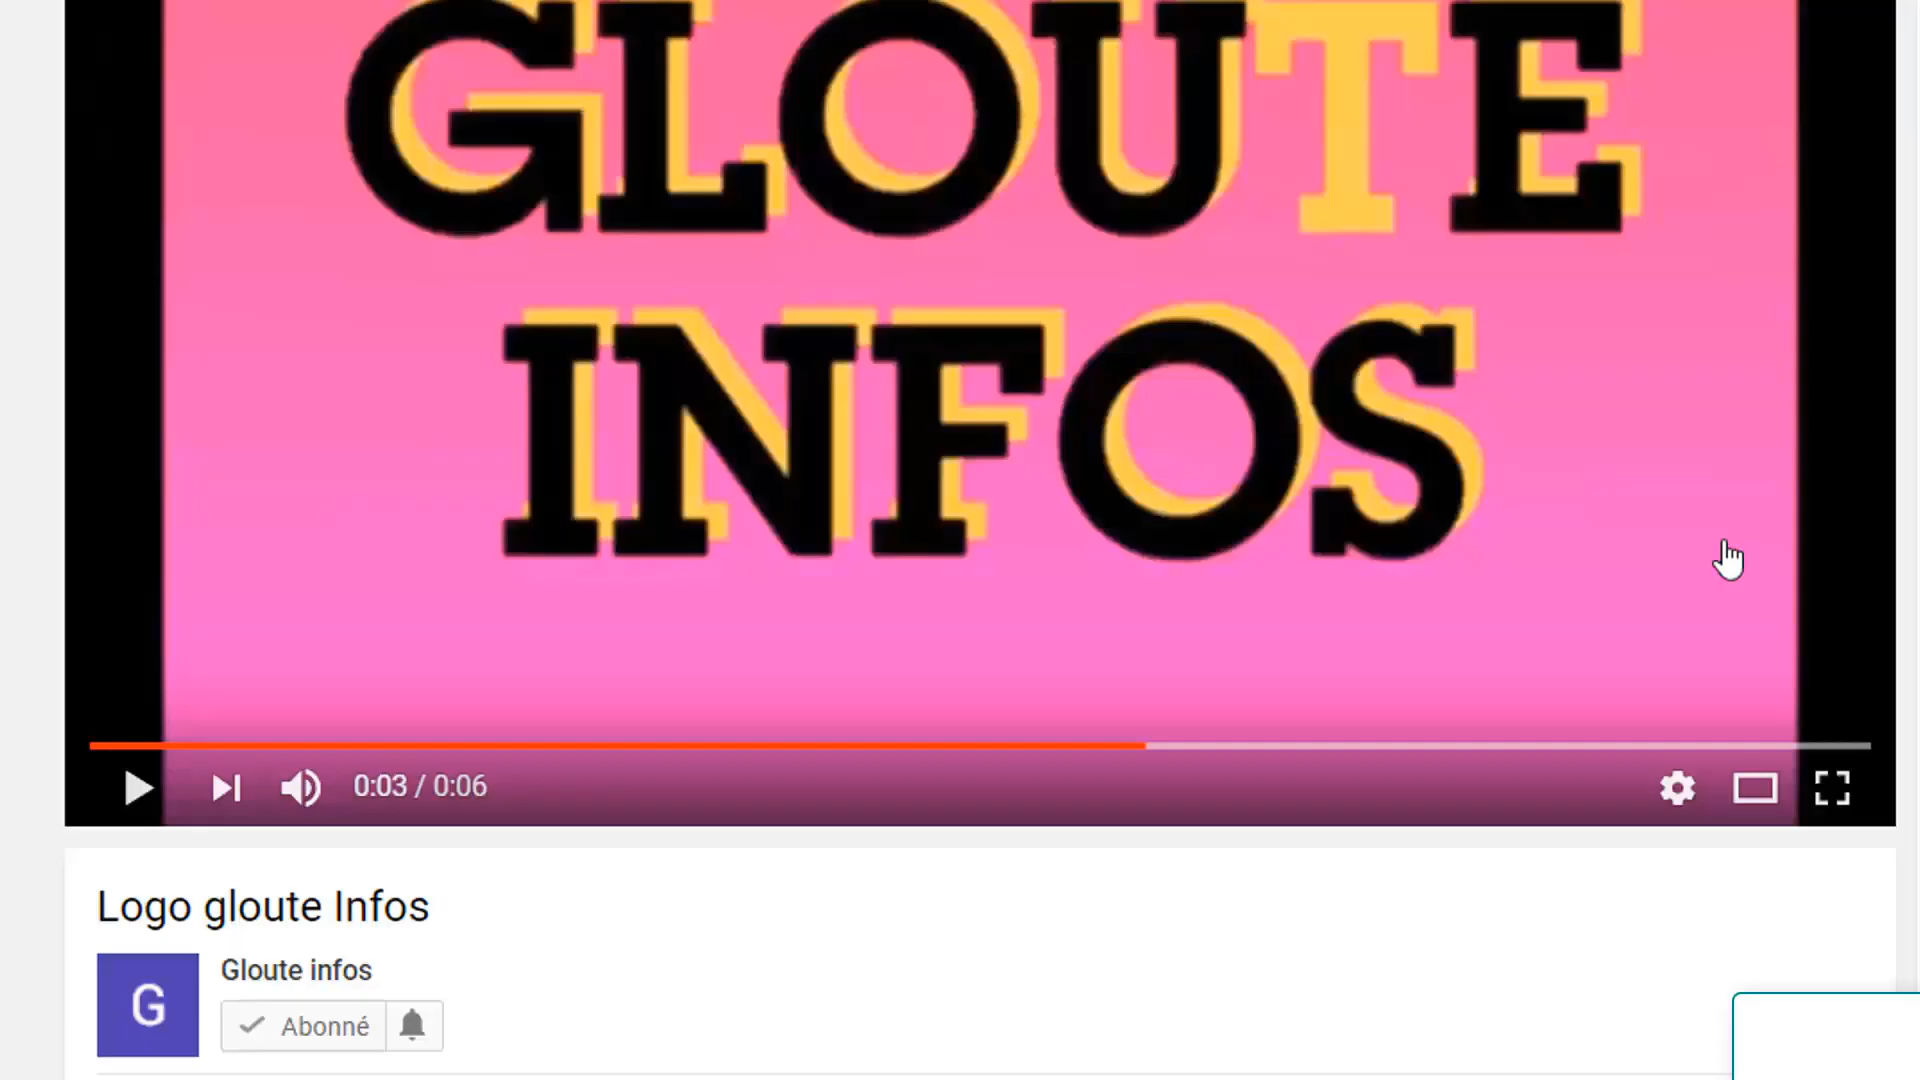 GLOUTE
INFOS
0:03 / 0:06
Logo gloute Infos
G
Gloute infos
Abonné